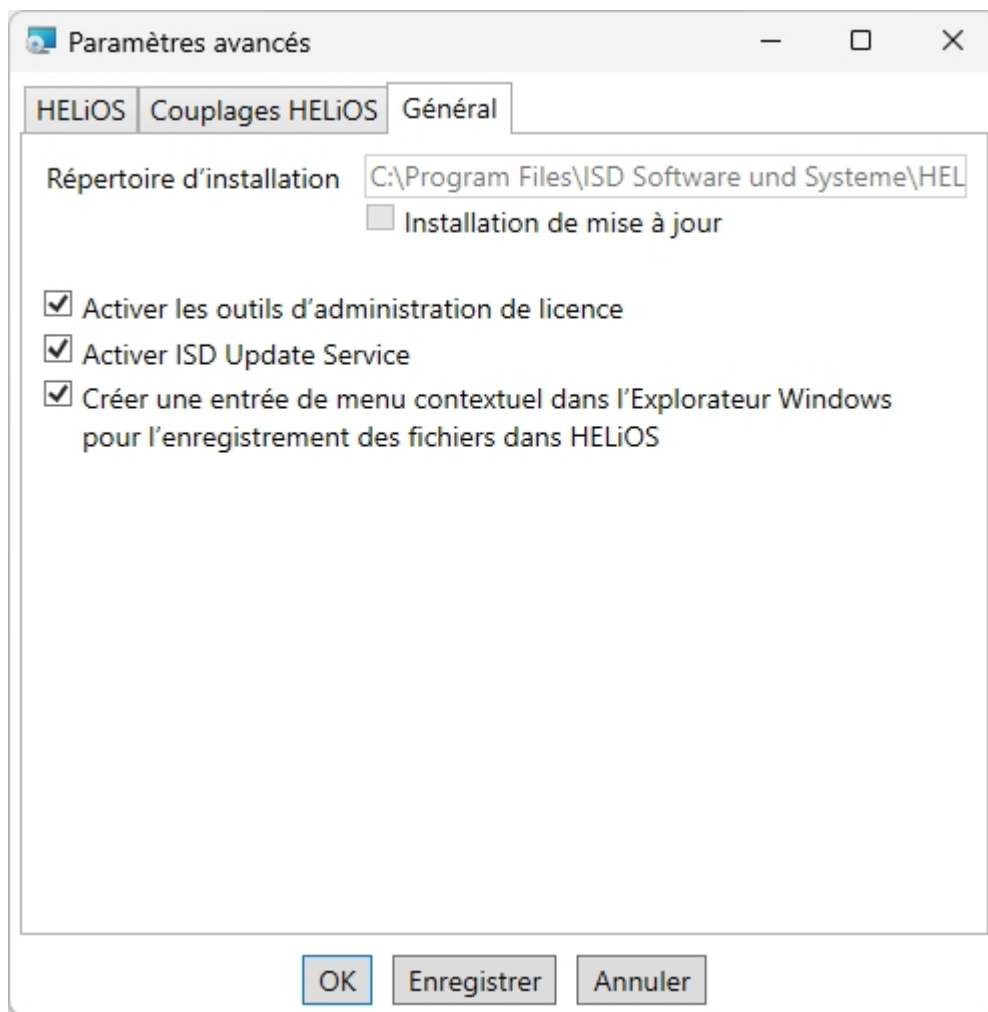 Paramètres avancés
HELiOS Couplages HELiOS Général
Répertoire d’installation C:\Program Files\ISD Software und Systeme\HEL
Installation de mise à jour
Activer les outils d’administration de licence
Activer ISD Update Service
Créer une entrée de menu contextuel dans l’Explorateur Windows
pour l’enregistrement des fichiers dans HELiOS
OK Enregistrer Annuler